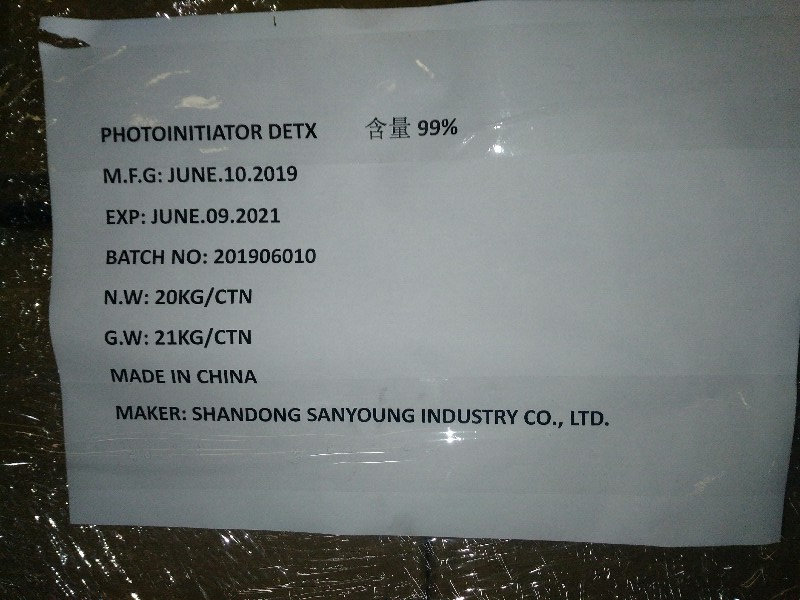 PHOTOINITIATOR DETX 含量 99%
M.F.G: JUNE.10.2019
EXP: JUNE.09.2021
BATCH NO: 201906010
N.W: 20KG/CTN
G.W: 21KG/CTN
MADE IN CHINA
MAKER: SHANDONG SANYOUNG INDUSTRY CO., LTD.